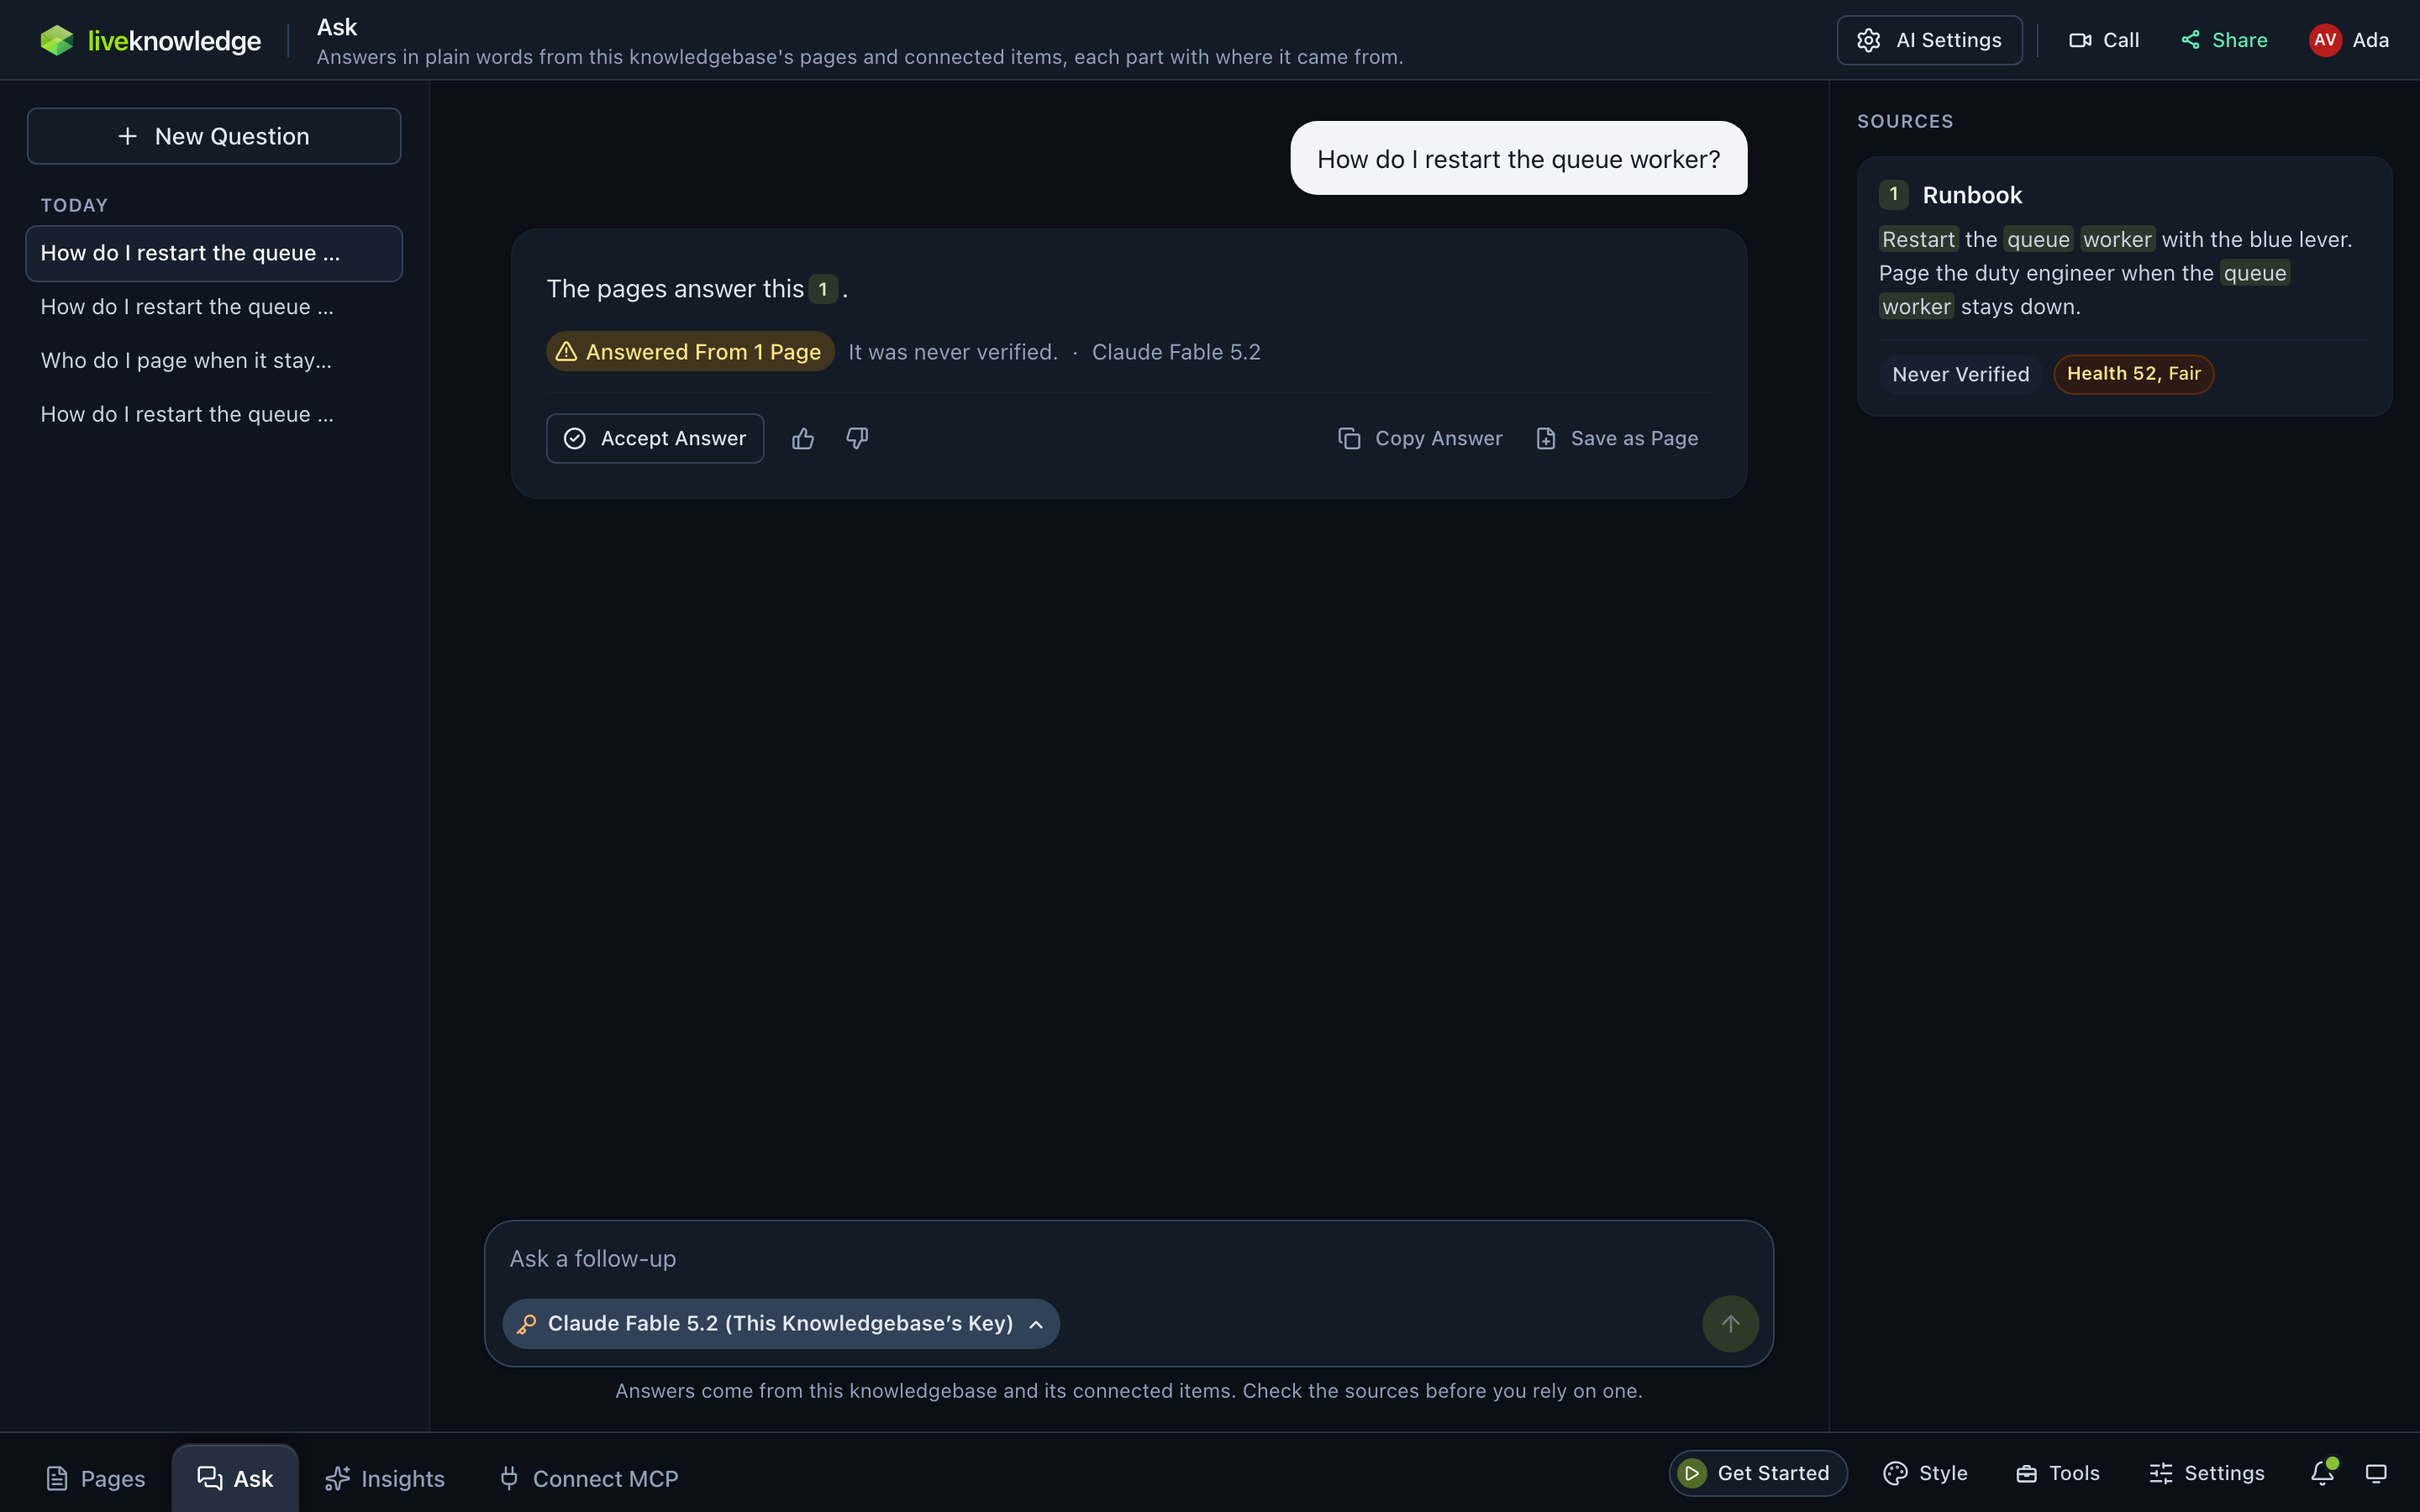 liveknowledge
Ask
Answers in plain words from this knowledgebase's pages and connected items, each part with where it came from.
AI Settings
Call
Share
AV
Ada
New Question
TODAY
How do I restart the queue ...
How do I restart the queue ...
Who do I page when it stay...
How do I restart the queue ...
How do I restart the queue worker?
The pages answer this 1 .
Answered From 1 Page
It was never verified. · Claude Fable 5.2
Accept Answer
Copy Answer
Save as Page
SOURCES
1 Runbook
Restart the queue worker with the blue lever.
Page the duty engineer when the queue
worker stays down.
Never Verified
Health 52, Fair
Ask a follow-up
Claude Fable 5.2 (This Knowledgebase’s Key)
Answers come from this knowledgebase and its connected items. Check the sources before you rely on one.
Pages
Ask
Insights
Connect MCP
Get Started
Style
Tools
Settings